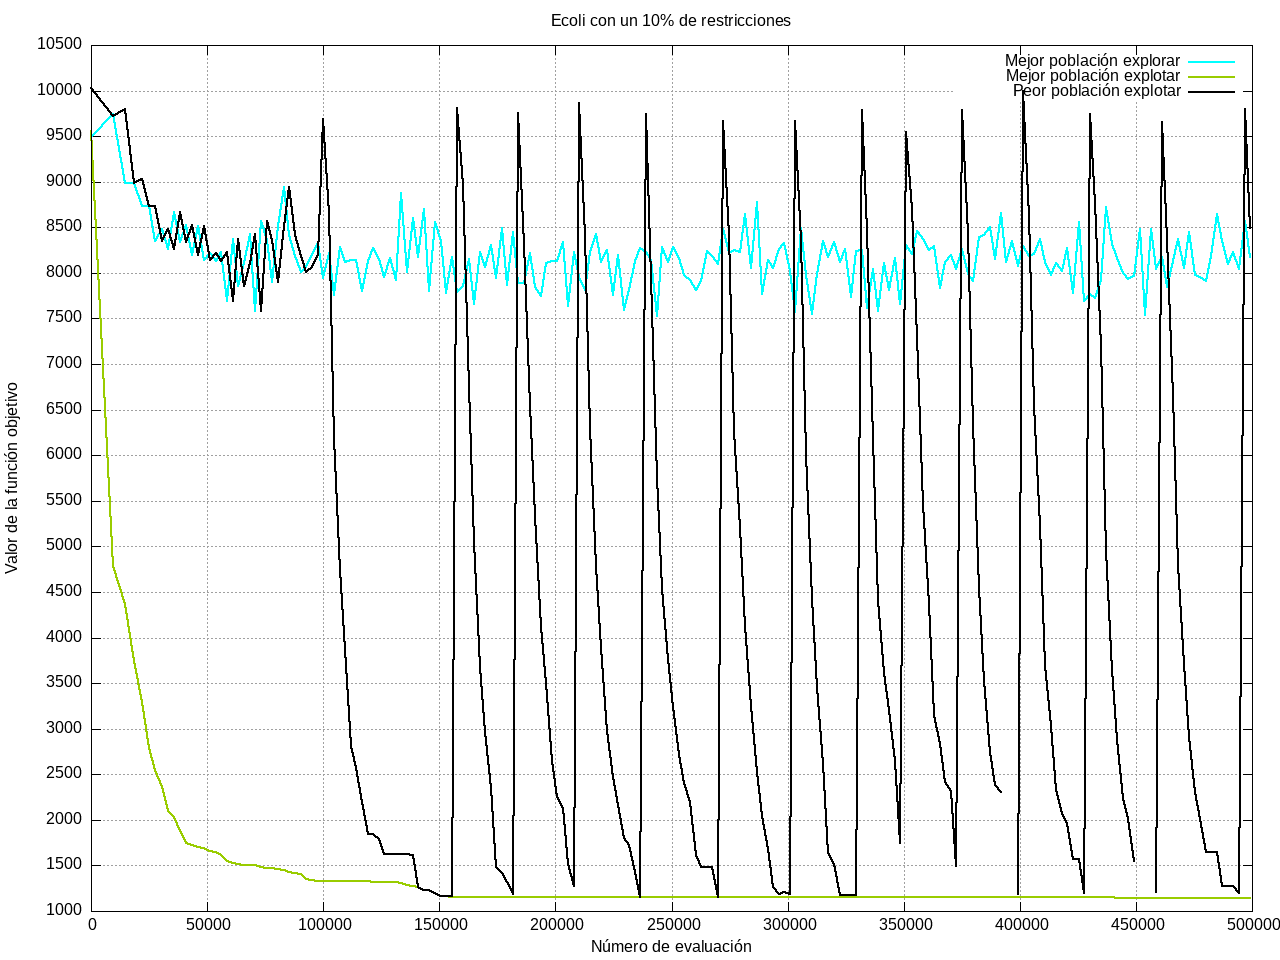 Ecoli con un 10% de restricciones
Mejor población explorar
Mejor población explotar
Peor población explotar
Valor de la función objetivo
10500
10000
9500
9000
8500
8000
7500
7000
6500
6000
5500
5000
4500
4000
3500
3000
2500
2000
1500
1000
0 50000 100000 150000 200000 250000 300000 350000 400000 450000 500000
Número de evaluación